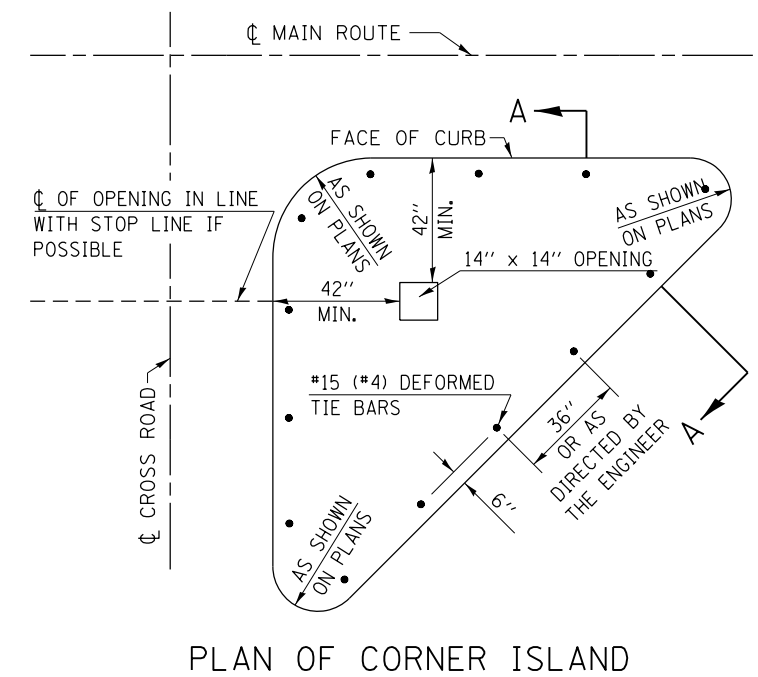 ℄ MAIN ROUTE
A
FACE OF CURB
℄ OF OPENING IN LINE
WITH STOP LINE IF
POSSIBLE
AS SHOWN
ON PLANS
42"
MIN.
AS SHOWN
ON PLANS
14" x 14" OPENING
42"
MIN.
#15 (#4) DEFORMED
TIE BARS
36"
OR AS
DIRECTED BY
THE ENGINEER
A
℄ CROSS ROAD
6"
AS SHOWN
ON PLANS
PLAN OF CORNER ISLAND